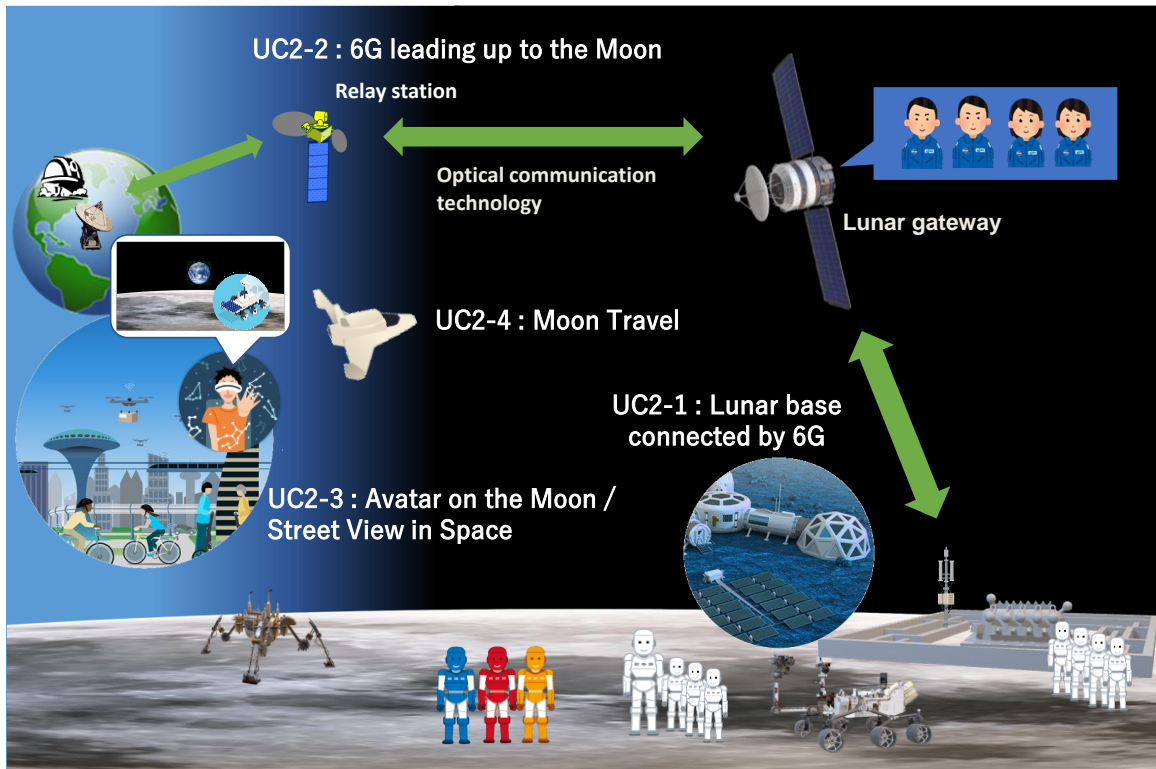 UC2-2 : 6G leading up to the Moon
Relay station
Optical communication
technology
Lunar gateway
UC2-4 : Moon Travel
UC2-1 : Lunar base
connected by 6G
UC2-3 : Avatar on the Moon /
Street View in Space